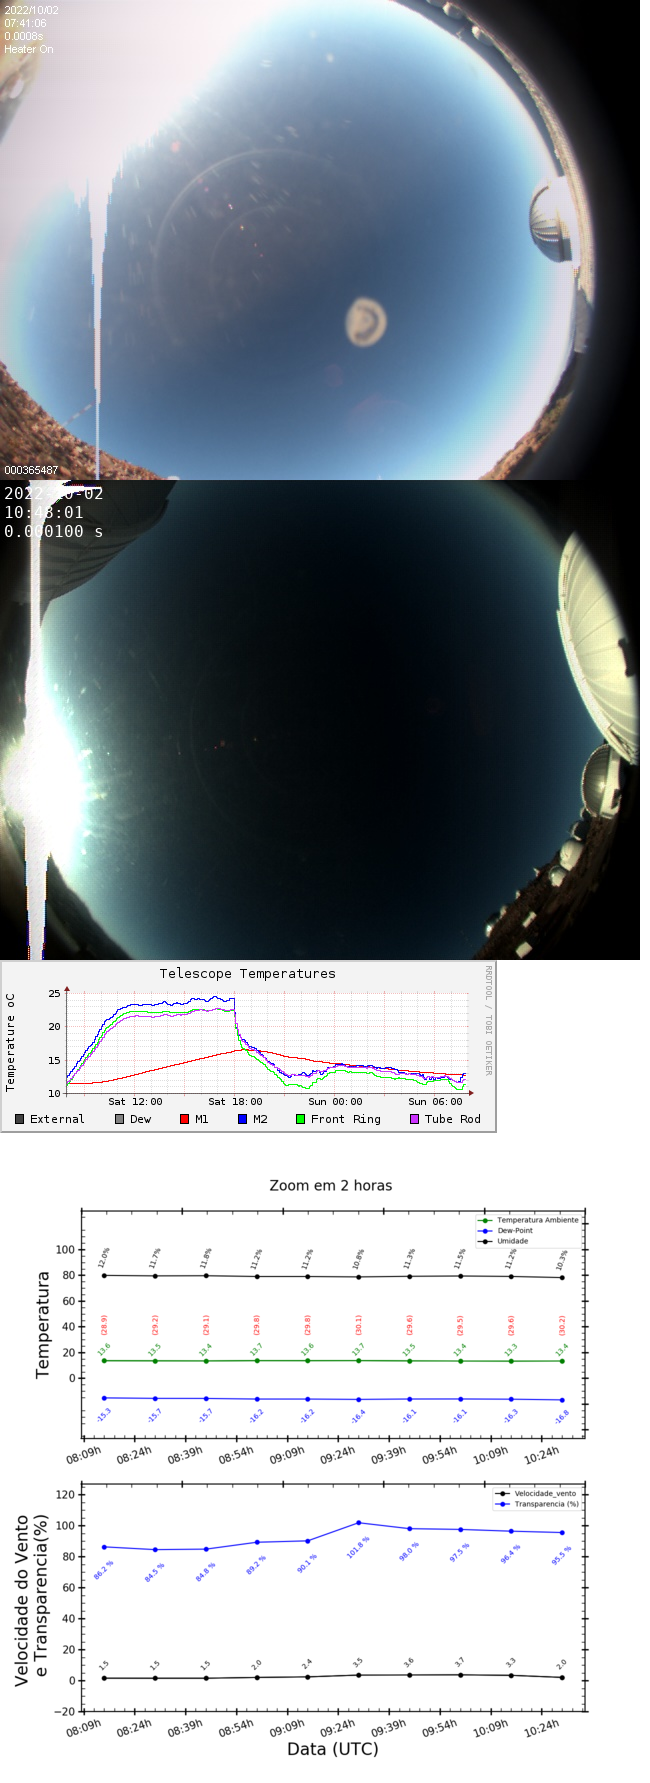 2022/10/02
07:41:06
0.0008s
Heater On
000365487
2022-10-02
10:43:01
0.000100 s
Telescope Temperatures
RRDTOOL / TOBI OETIKER
Temperature oC
25
20
15
10
Sat 12:00 Sat 18:00 Sun 00:00 Sun 06:00
External Dew M1 M2 Front Ring Tube Rod
Zoom em 2 horas
Temperatura Ambiente
Dew-Point
Umidade
Temperatura
100
80
60
40
20
0
12.0% 11.7% 11.8% 11.2% 11.2% 10.8% 11.3% 11.5% 11.2% 10.3%
(28.9) (29.2) (29.1) (29.8) (29.8) (30.1) (29.6) (29.5) (29.6) (30.2)
13.6 13.5 13.4 13.7 13.6 13.7 13.5 13.4 13.3 13.4
-15.3 -15.7 -15.7 -16.2 -16.2 -16.4 -16.1 -16.1 -16.3 -16.8
08:09h 08:24h 08:39h 08:54h 09:09h 09:24h 09:39h 09:54h 10:09h 10:24h
Velocidade_vento
Transparencia (%)
Velocidade do Vento
e Transparencia(%)
120
100
80
60
40
20
0
−20
86.2 % 84.5 % 84.8 % 89.2 % 90.1 % 101.8 % 98.0 % 97.5 % 96.4 % 95.5 %
1.5 1.5 1.5 2.0 2.4 3.5 3.6 3.7 3.3 2.0
08:09h 08:24h 08:39h 08:54h 09:09h 09:24h 09:39h 09:54h 10:09h 10:24h
Data (UTC)